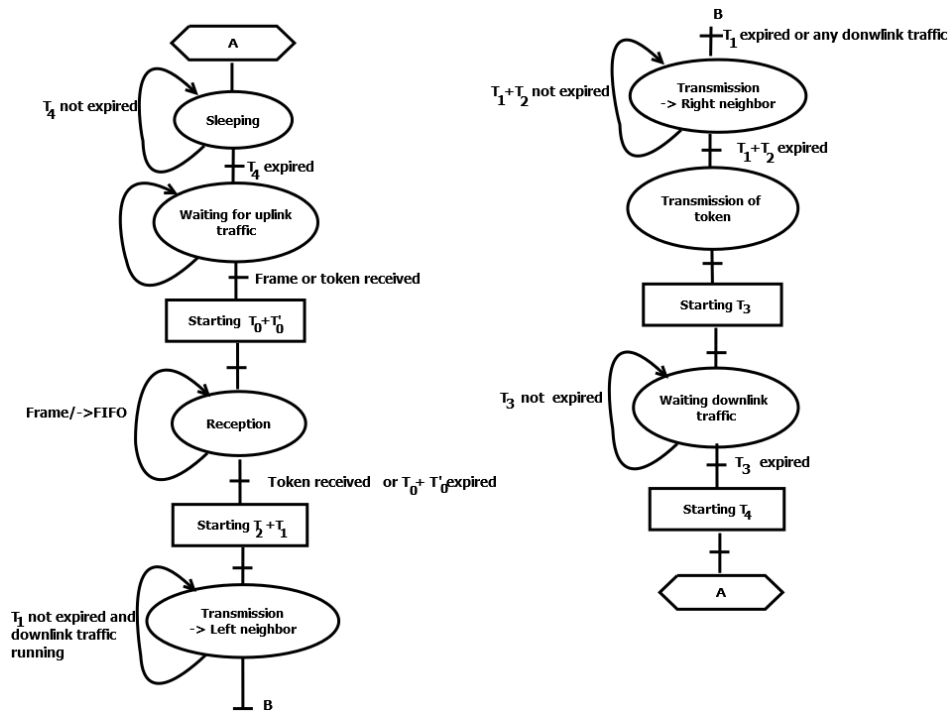 A
T4 not expired
Sleeping
T4 expired
Waiting for uplink
traffic
Frame or token received
Starting T0+T'0
Frame/->FIFO
Reception
Token received or T0+ T'0 expired
Starting T2 +T1
T1 not expired and
downlink traffic
running
Transmission
-> Left neighbor
B
B
T1 expired or any donwlink traffic
T1+T2 not expired
Transmission
-> Right neighbor
T1+T2 expired
Transmission of
token
Starting T3
T3 not expired
Waiting downlink
traffic
T3 expired
Starting T4
A